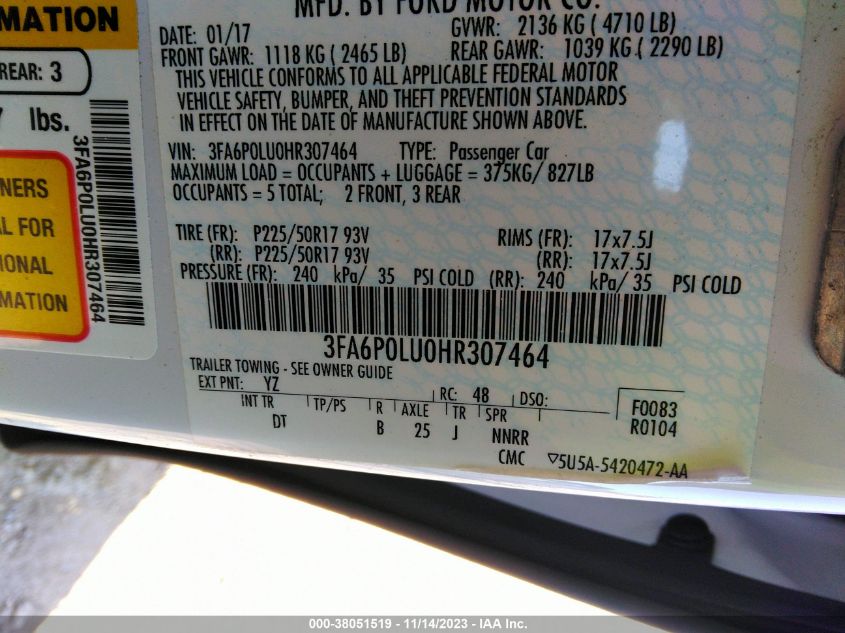 MFD. BY FORD MOTOR CO.
DATE: 01/17
GVWR: 2136 KG ( 4710 LB)
FRONT GAWR: 1118 KG ( 2465 LB)
REAR GAWR: 1039 KG ( 2290 LB)
THIS VEHICLE CONFORMS TO ALL APPLICABLE FEDERAL MOTOR
VEHICLE SAFETY, BUMPER, AND THEFT PREVENTION STANDARDS
IN EFFECT ON THE DATE OF MANUFACTURE SHOWN ABOVE.
VIN: 3FA6P0LU0HR307464 TYPE: Passenger Car
MAXIMUM LOAD = OCCUPANTS + LUGGAGE = 375KG/ 827LB
OCCUPANTS = 5 TOTAL; 2 FRONT, 3 REAR
TIRE (FR): P225/50R17 93V RIMS (FR): 17x7.5J
(RR): P225/50R17 93V (RR): 17x7.5J
PRESSURE (FR): 240 kPa/ 35 PSI COLD (RR): 240 kPa/ 35 PSI COLD
3FA6P0LU0HR307464
TRAILER TOWING - SEE OWNER GUIDE
EXT PNT: YZ RC: 48 DSO:
INT TR TP/PS R AXLE TR SPR
DT B 25 J NNRR
F0083
R0104
CMC ▽5U5A-5420472-AA
MATION
REAR: 3
7 lbs.
3FA6P0LU0HR307464
NERS
AL FOR
IONAL
MATION
000-38051519 - 11/14/2023 - IAA Inc.